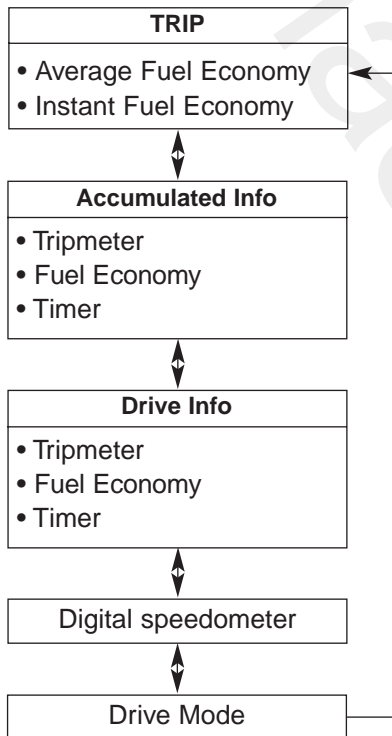 TRIP
• Average Fuel Economy
• Instant Fuel Economy
Accumulated Info
• Tripmeter
• Fuel Economy
• Timer
Drive Info
• Tripmeter
• Fuel Economy
• Timer
Digital speedometer
Drive Mode